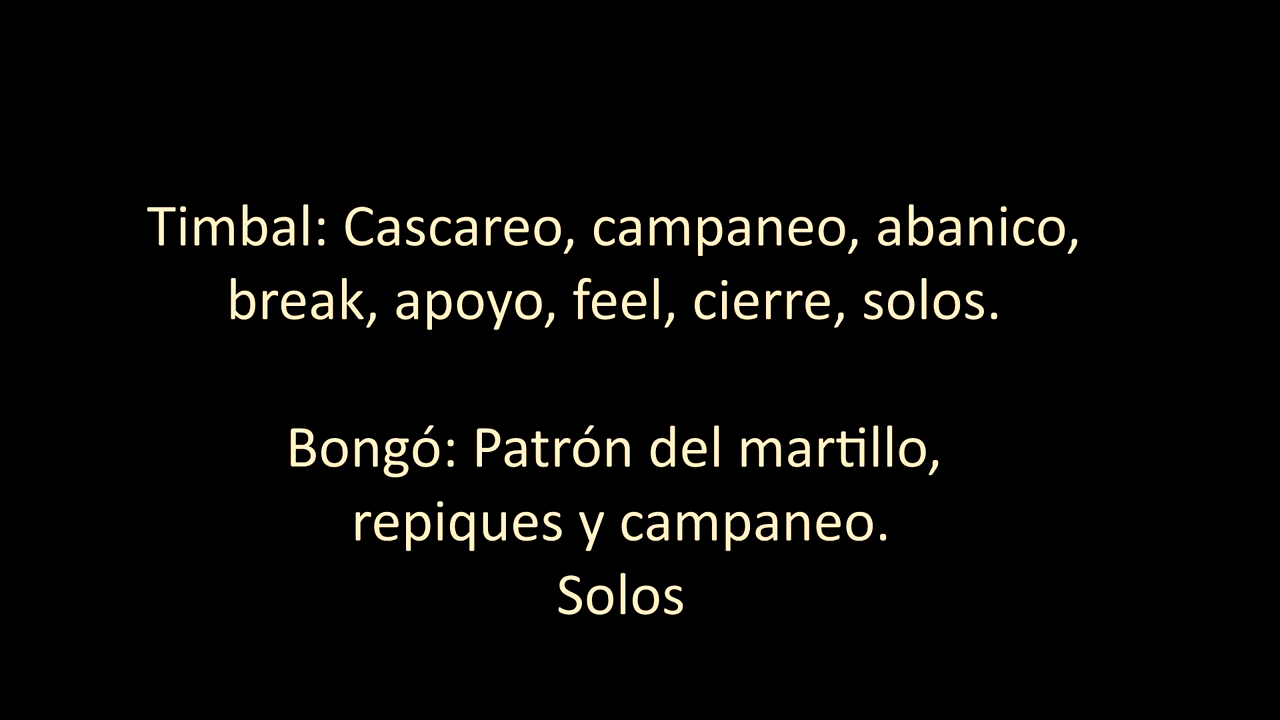 Timbal: Cascareo, campaneo, abanico,
break, apoyo, feel, cierre, solos.
Bongó: Patrón del martillo,
repiques y campaneo.
Solos